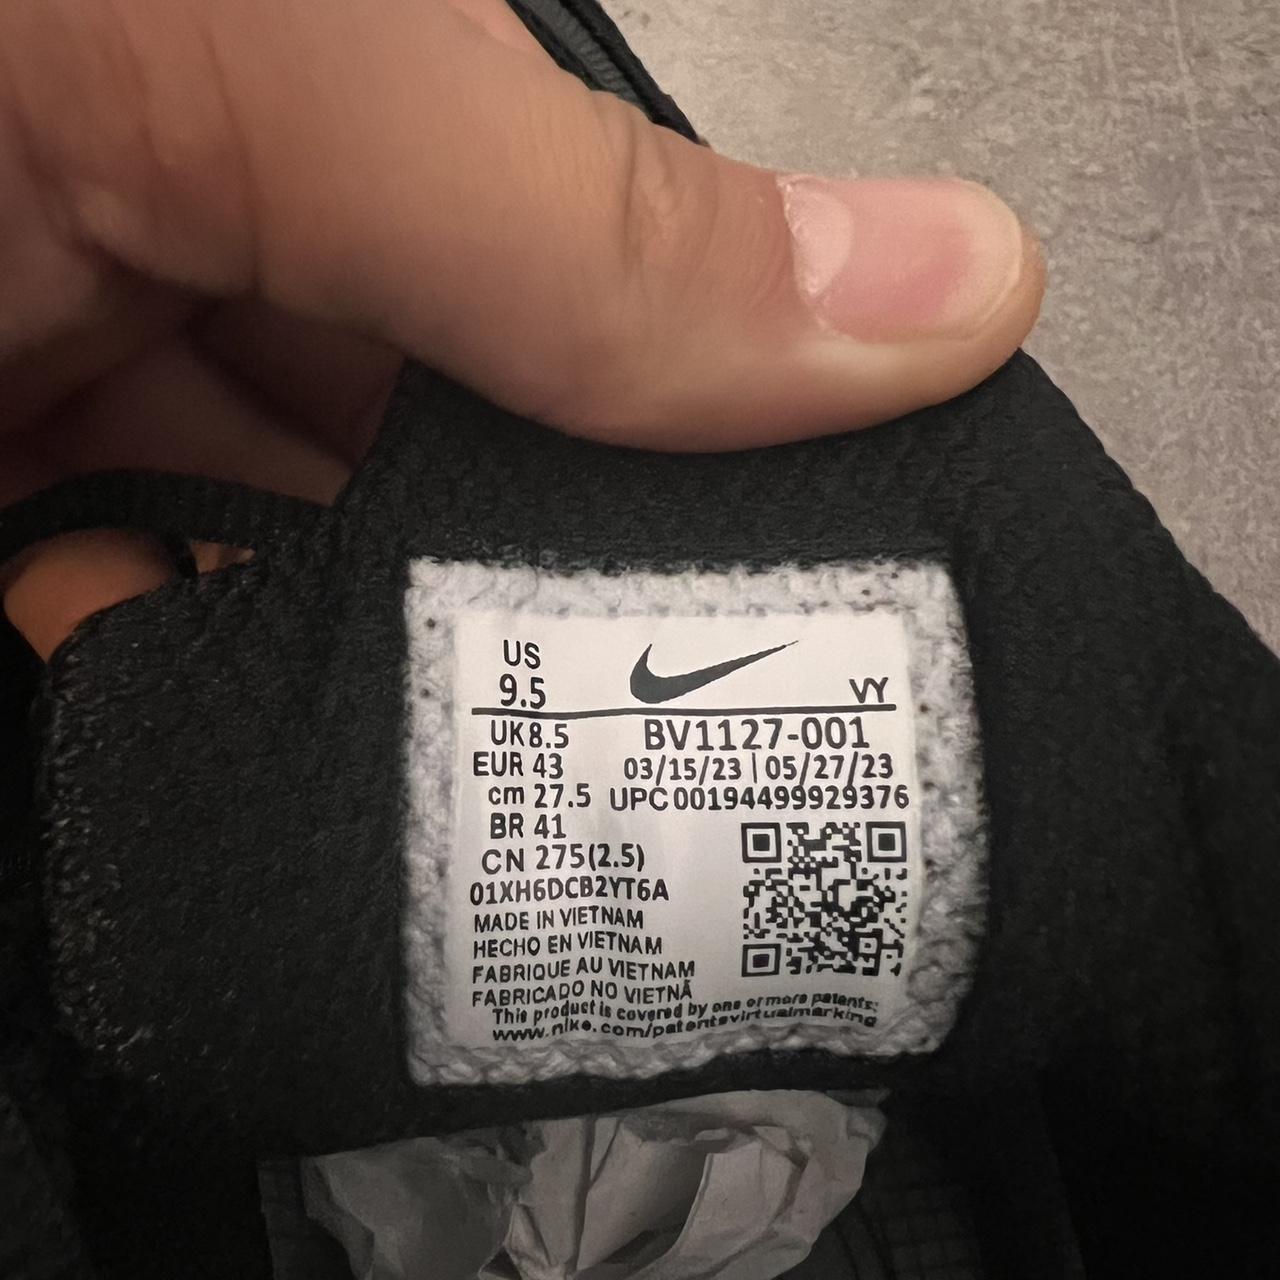 US
9.5
VY
UK 8.5
BV1127-001
EUR 43
03/15/23 | 05/27/23
cm 27.5
UPC 00194499929376
BR 41
CN 275(2.5)
01XH6DCB2YT6A
MADE IN VIETNAM
HECHO EN VIETNAM
FABRIQUE AU VIETNAM
FABRICADO NO VIETNÃ
This product is covered by one or more patents:
www.nike.com/patentsvirtualmarking